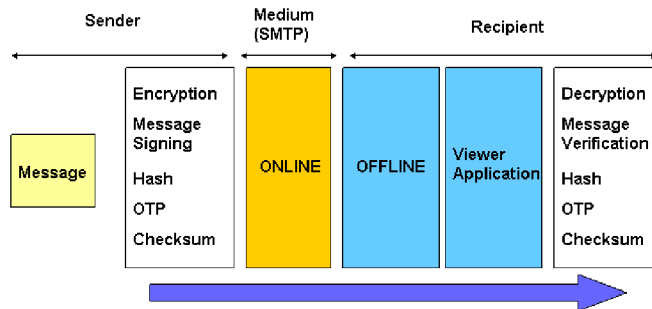 Sender
Medium
(SMTP)
Recipient
Message
Encryption
Message
Signing
Hash
OTP
Checksum
ONLINE
OFFLINE
Viewer
Application
Decryption
Message
Verification
Hash
OTP
Checksum